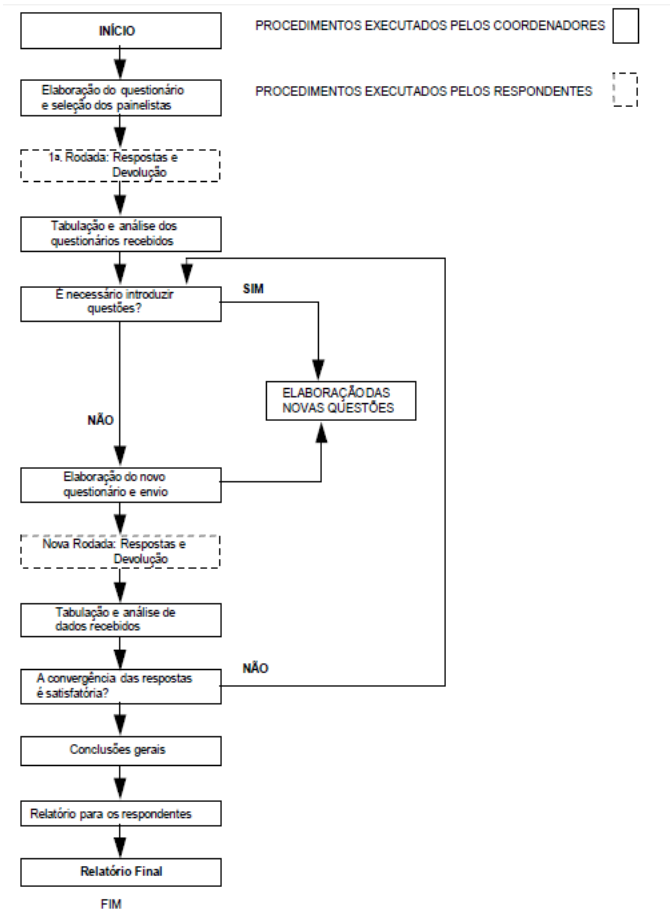 INÍCIO
PROCEDIMENTOS EXECUTADOS PELOS COORDENADORES
Elaboração do questionário
e seleção dos painelistas
PROCEDIMENTOS EXECUTADOS PELOS RESPONDENTES
1ª. Rodada: Respostas e
Devolução
Tabulação e análise dos
questionários recebidos
É necessário introduzir
questões?
SIM
ELABORAÇÃO DAS
NOVAS QUESTÕES
NÃO
Elaboração do novo
questionário e envio
Nova Rodada: Respostas e
Devolução
Tabulação e análise de
dados recebidos
A convergência das respostas
é satisfatória?
NÃO
Conclusões gerais
Relatório para os respondentes
Relatório Final
FIM